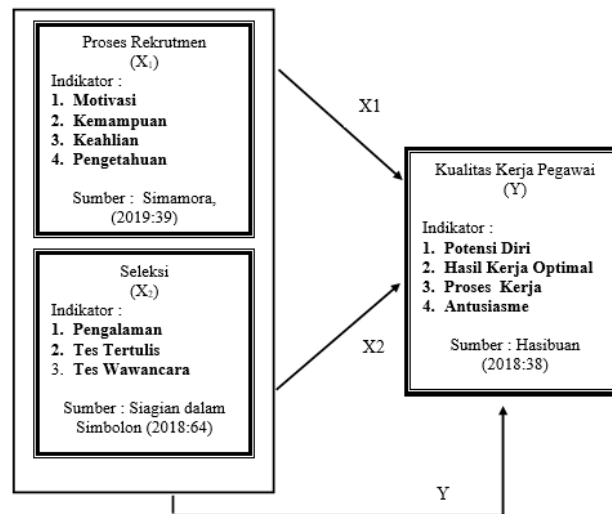 Proses Rekrutmen
(X₁)
Indikator :
1. Motivasi
2. Kemampuan
3. Keahlian
4. Pengetahuan
Sumber : Simamora,
(2019:39)
Seleksi
(X₂)
Indikator :
1. Pengalaman
2. Tes Tertulis
3. Tes Wawancara
Sumber : Siagian dalam
Simbolon (2018:64)
X1
X2
Kualitas Kerja Pegawai
(Y)
Indikator :
1. Potensi Diri
2. Hasil Kerja Optimal
3. Proses Kerja
4. Antusiasme
Sumber : Hasibuan
(2018:38)
Y